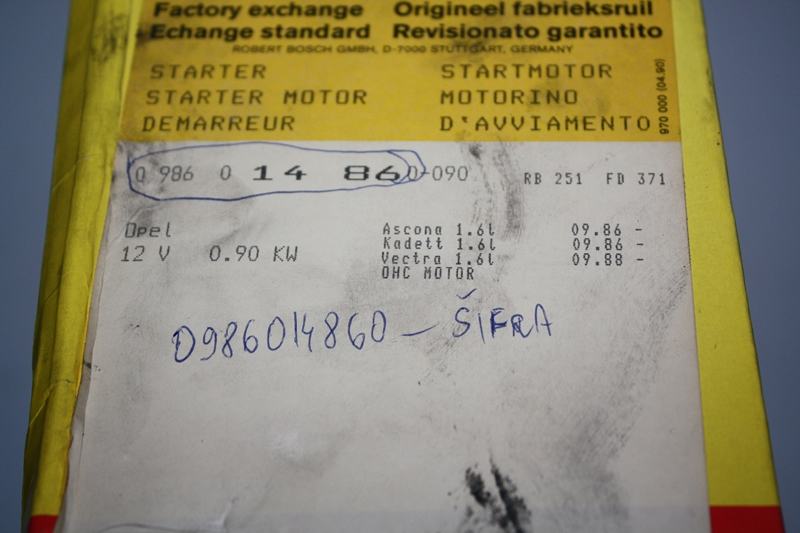 Factory exchange Origineel fabrieksruil
Echange standard Revisionato garantito
ROBERT BOSCH GMBH, D-7000 STUTTGART, GERMANY
STARTER STARTMOTOR
STARTER MOTOR MOTORINO
DEMARREUR D'AVVIAMENTO
970 000 (04.90)
0 986 0 14 860-090 RB 251 FD 371
Opel Ascona 1.6l 09.86 -
Kadett 1.6l 09.86 -
12 V 0.90 KW Vectra 1.6l 09.88 -
OHC MOTOR
0986014860 - ŠIFRA